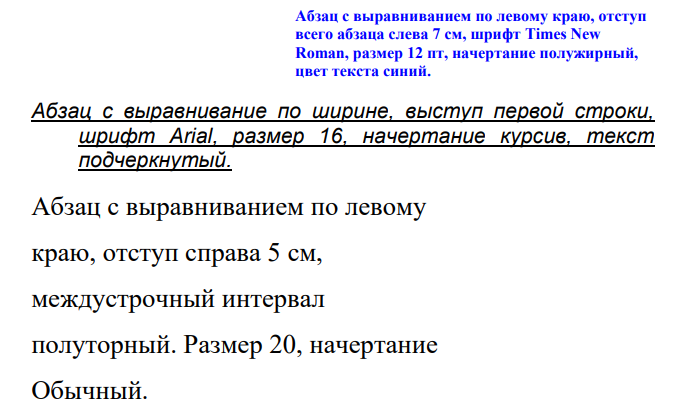 Абзац с выравниванием по левому краю, отступ
всего абзаца слева 7 см, шрифт Times New
Roman, размер 12 пт, начертание полужирный,
цвет текста синий.
Абзац с выравнивание по ширине, выступ первой строки,
шрифт Arial, размер 16, начертание курсив, текст
подчеркнутый.
Абзац с выравниванием по левому
краю, отступ справа 5 см,
междустрочный интервал
полуторный. Размер 20, начертание
Обычный.